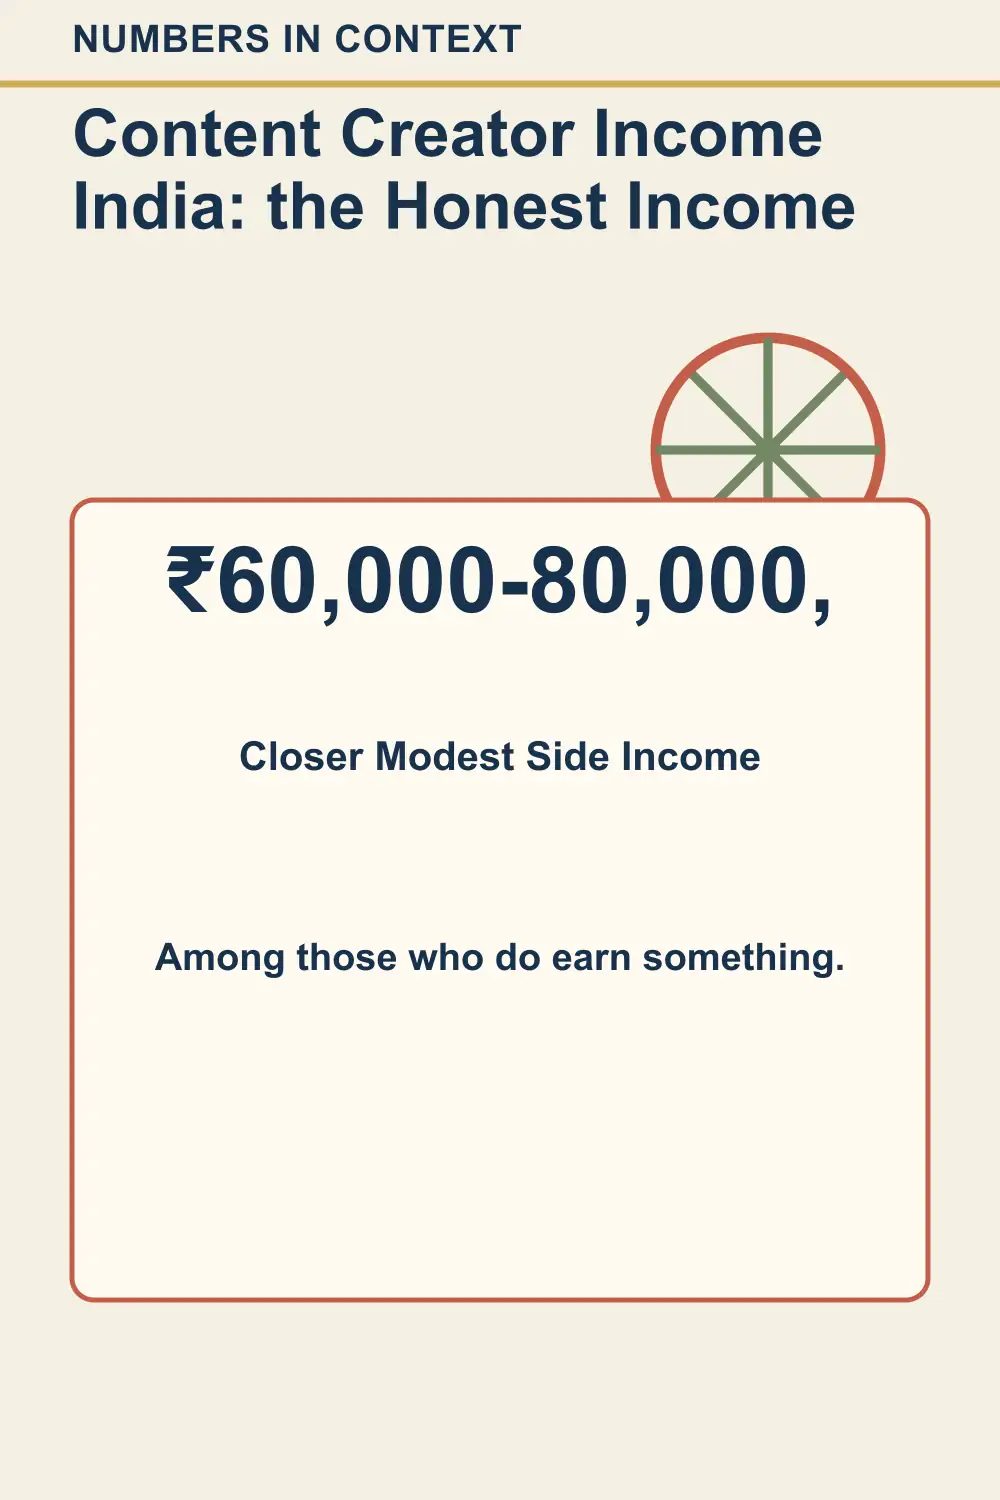 NUMBERS IN CONTEXT
Content Creator Income
India: the Honest Income
₹60,000-80,000,
Closer Modest Side Income
Among those who do earn something.